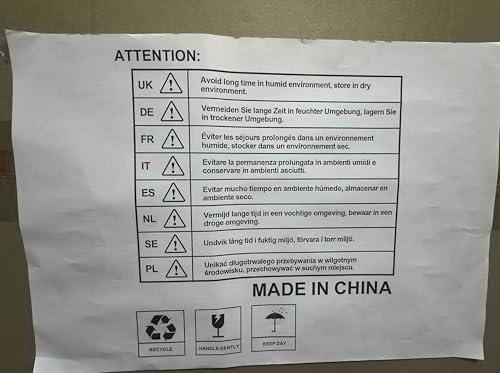 ATTENTION:
UK Avoid long time in humid environment, store in dry
environment.
DE Vermeiden Sie lange Zeit in feuchter Umgebung, lagern Sie
in trockener Umgebung.
FR Éviter les séjours prolongés dans un environnement
humide, stocker dans un environnement sec.
IT Evitare la permanenza prolungata in ambienti umidi e
conservare in ambienti asciutti.
ES Evitar mucho tiempo en ambiente húmedo, almacenar en
ambiente seco.
NL Vermijd lange tijd in een vochtige omgeving, bewaar in een
droge omgeving.
SE Undvik lång tid i fuktig miljö, förvara i torr miljö.
PL Unikać długotrwałego przebywania w wilgotnym
środowisku, przechowywać w suchym miejscu.
MADE IN CHINA
RECYCLE HANDLE GENTLY KEEP DAY